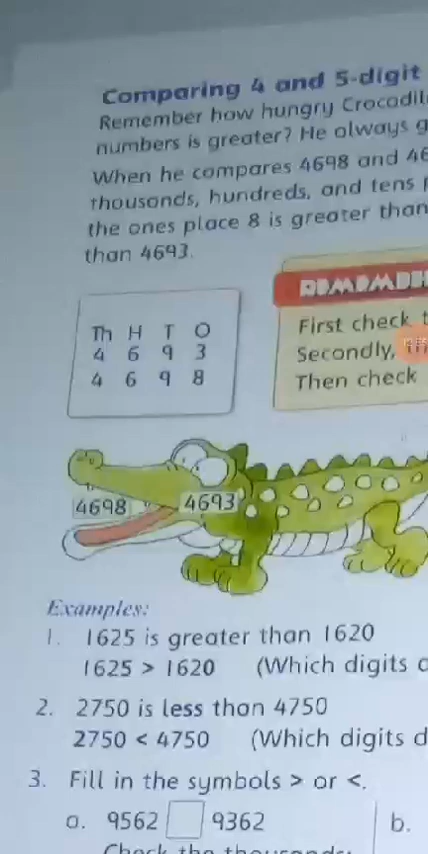 Comparing 4 and 5-digit
Remember how hungry
numbers is greater? He always
When he compares 4698 and
thousands, hundreds, and tens
the ones place 8 is greater than
than 4693.
Th H T O
4 6 9 3
4 6 9 8
First check
Secondly,
Then check
4698
4693
Examples:
1. 1625 is greater than 1620
1625 > 1620 (Which digits
2. 2750 is less than 4750
2750 < 4750 (Which digits
3. Fill in the symbols > or <.
a. 9562 9362
b.
Check the